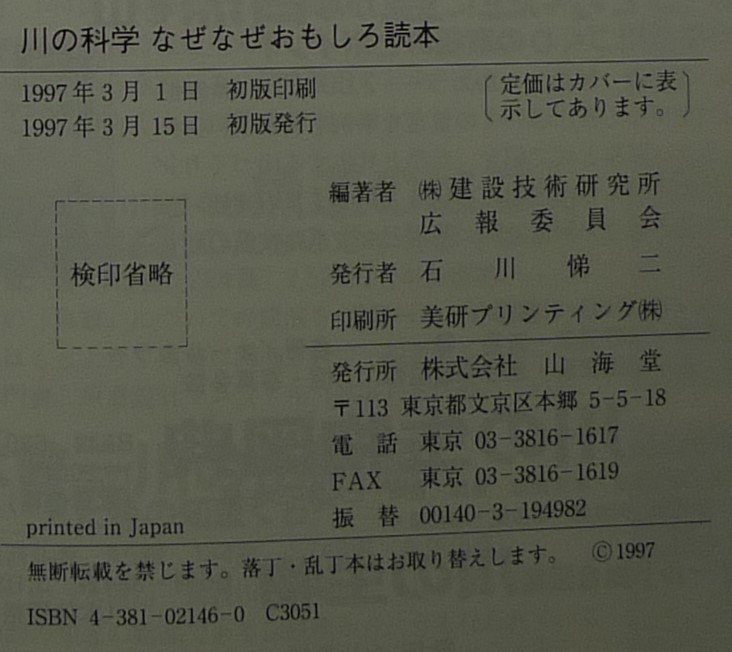 川の科学 なぜなぜおもしろ読本
1997年3月 1 日 初版印刷
1997年3月 15日 初版発行
定価はカバーに表
示してあります。
検印省略
編著者 ㈱建設技術研究所
広報委員会
発行者 石川悌二
印刷所 美研プリンティング㈱
発行所 株式会社 山海堂
〒113 東京都文京区本郷 5-5-18
電話 東京 03-3816-1617
FAX 東京 03-3816-1619
振替 00140-3-194982
printed in Japan
無断転載を禁じます。落丁・乱丁本はお取り替えします。 ©1997
ISBN 4-381-02146-0 C3051